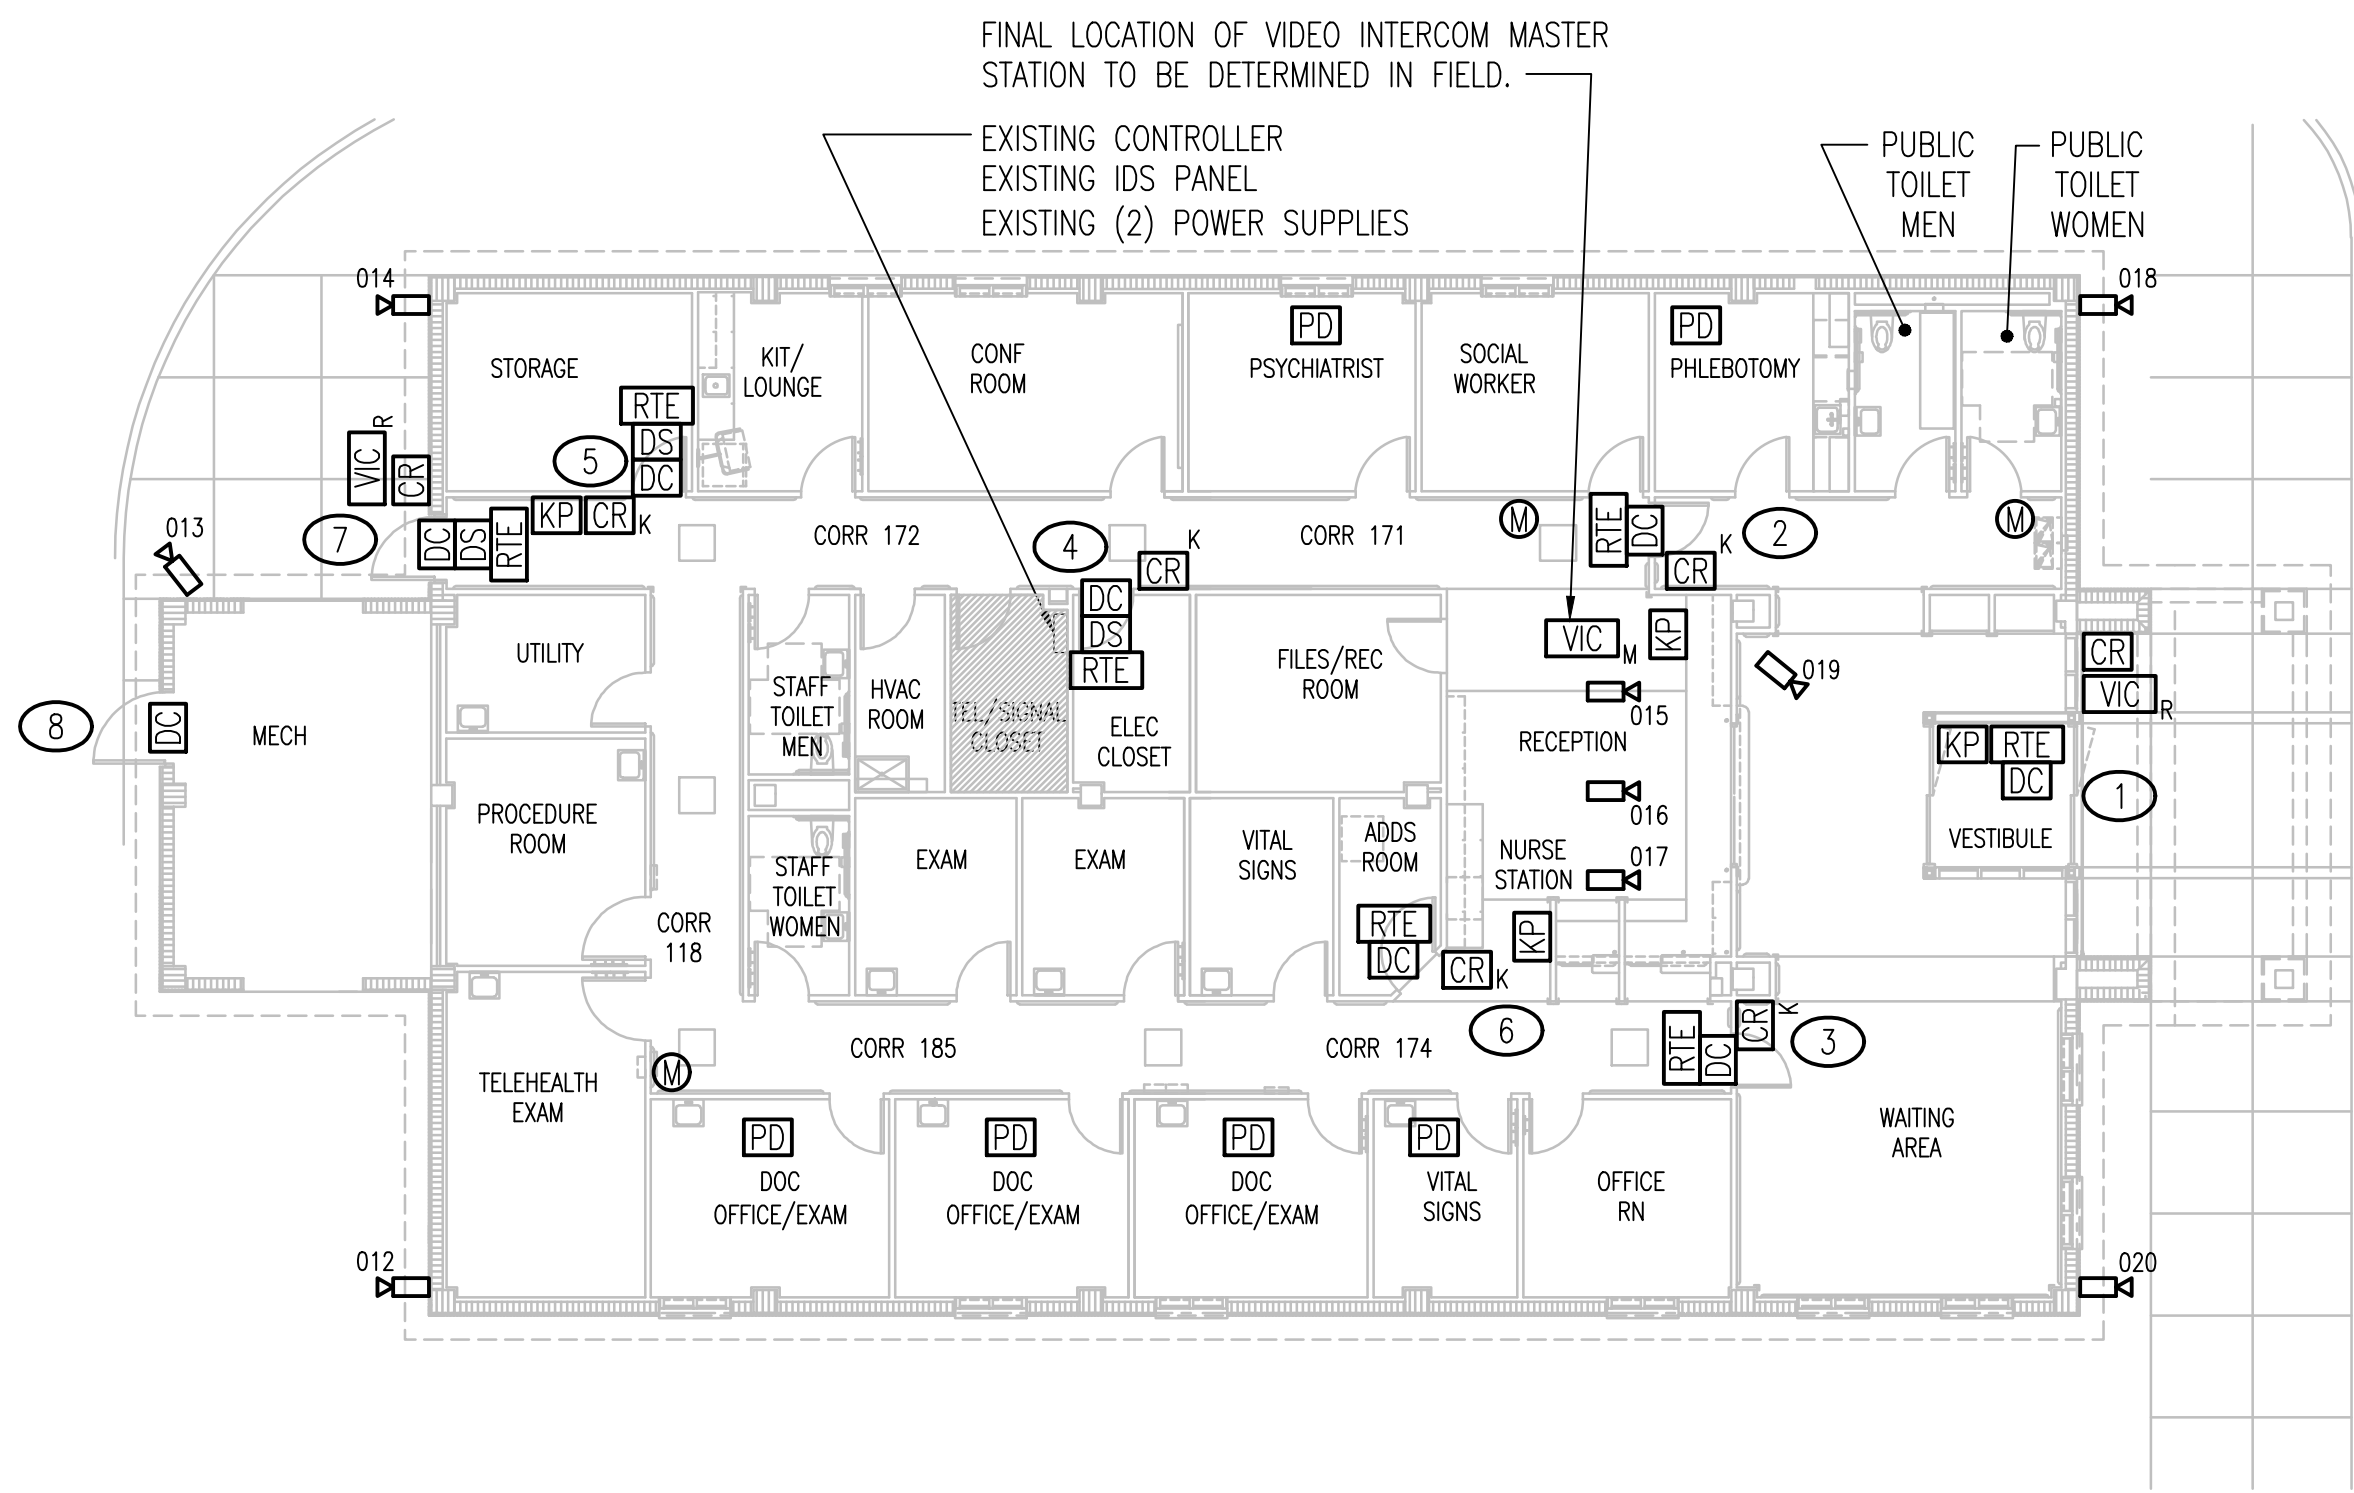 FINAL LOCATION OF VIDEO INTERCOM MASTER
STATION TO BE DETERMINED IN FIELD.
EXISTING CONTROLLER
EXISTING IDS PANEL
EXISTING (2) POWER SUPPLIES
PUBLIC
TOILET
MEN
PUBLIC
TOILET
WOMEN
014
018
STORAGE
KIT/
LOUNGE
CONF
ROOM
PD
PSYCHIATRIST
SOCIAL
WORKER
PD
PHLEBOTOMY
RTE
DS
DC
5
VIC
R
CR
KP
CR
K
013
7
DC
DS
RTE
CORR 172
4
CR
K
CORR 171
M
RTE
DC
2
CR
K
M
DC
DS
RTE
UTILITY
STAFF
TOILET
MEN
HVAC
ROOM
TEL/SIGNAL
CLOSET
ELEC
CLOSET
FILES/REC
ROOM
VIC
M
KP
015
RECEPTION
019
CR
VIC
R
8
DC
MECH
KP
RTE
DC
1
VESTIBULE
016
PROCEDURE
ROOM
STAFF
TOILET
WOMEN
EXAM
EXAM
VITAL
SIGNS
ADDS
ROOM
NURSE
STATION
017
RTE
DC
CR
K
KP
CORR
118
6
CORR 185
CORR 174
M
RTE
DC
CR
K
3
TELEHEALTH
EXAM
PD
DOC
OFFICE/EXAM
PD
DOC
OFFICE/EXAM
PD
DOC
OFFICE/EXAM
PD
VITAL
SIGNS
OFFICE
RN
WAITING
AREA
012
020